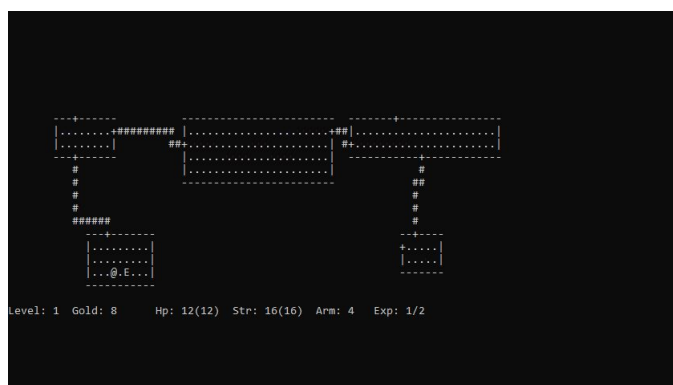 ---+------            ------------------------  -------+----------------
|........+######### |......................+##|......................|
|........|        ##+......................| #+......................|
---+------          |......................|  -----------+------------
#                |......................|             #
#                ------------------------            ##
#                                                    #
#                                                    #
######                                               #
---+-------                                        --+----
|.........|                                       +.....|
|.........|                                       |.....|
|...@.E...|                                       -------
-----------
Level: 1  Gold: 8      Hp: 12(12)  Str: 16(16)  Arm: 4   Exp: 1/2